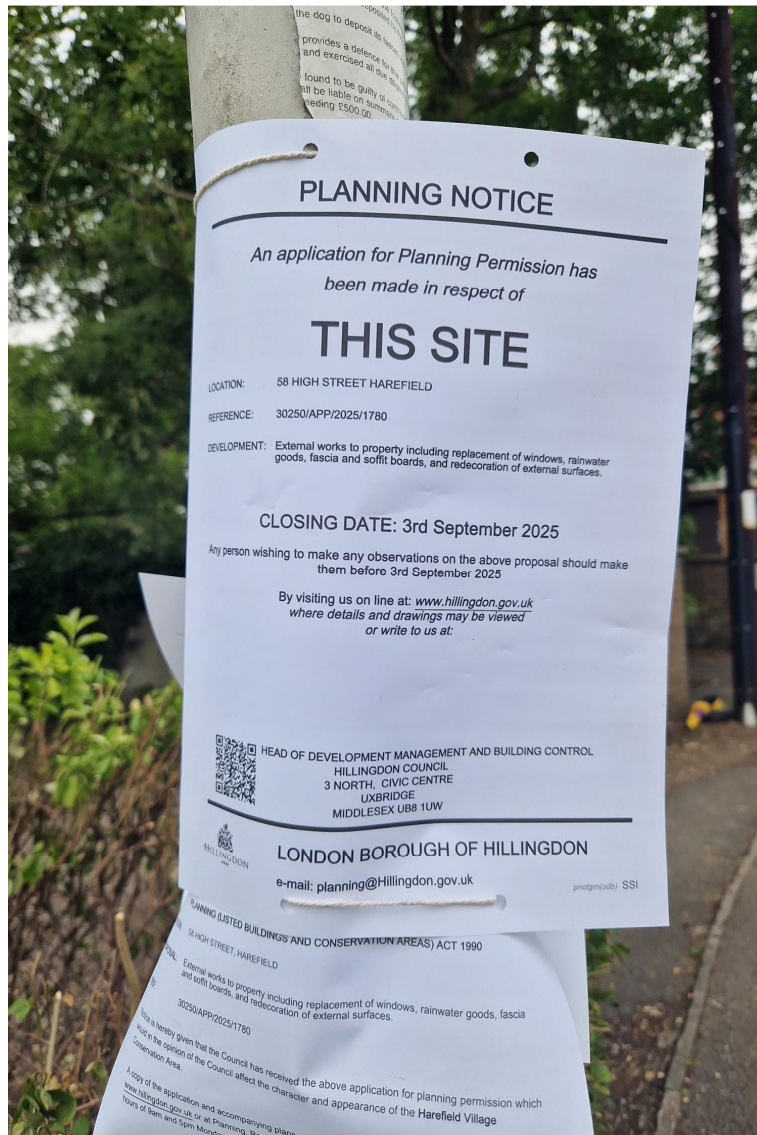 the dog to deposit its
provides a defence for
and exercised all due
found to be guilty of
be liable on summary
eeding £500.00
PLANNING NOTICE
An application for Planning Permission has
been made in respect of
THIS SITE
LOCATION: 58 HIGH STREET HAREFIELD
REFERENCE: 30250/APP/2025/1780
DEVELOPMENT: External works to property including replacement of windows, rainwater
goods, fascia and soffit boards, and redecoration of external surfaces.
CLOSING DATE: 3rd September 2025
Any person wishing to make any observations on the above proposal should make
them before 3rd September 2025
By visiting us on line at: www.hillingdon.gov.uk
where details and drawings may be viewed
or write to us at:
HEAD OF DEVELOPMENT MANAGEMENT AND BUILDING CONTROL
HILLINGDON COUNCIL
3 NORTH, CIVIC CENTRE
UXBRIDGE
MIDDLESEX UB8 1UW
HILLINGDON
LONDON BOROUGH OF HILLINGDON
e-mail: planning@Hillingdon.gov.uk
pnotgm(odb) SSI
PLANNING (LISTED BUILDINGS AND CONSERVATION AREAS) ACT 1990
58 HIGH STREET, HAREFIELD
External works to property including replacement of windows, rainwater goods, fascia
and soffit boards, and redecoration of external surfaces.
30250/APP/2025/1780
Notice is hereby given that the Council has received the above application for planning permission which
would in the opinion of the Council affect the character and appearance of the Harefield Village
Conservation Area.
A copy of the application and accompanying
www.hillingdon.gov.uk or at Planning,
hours of 9am and 5pm